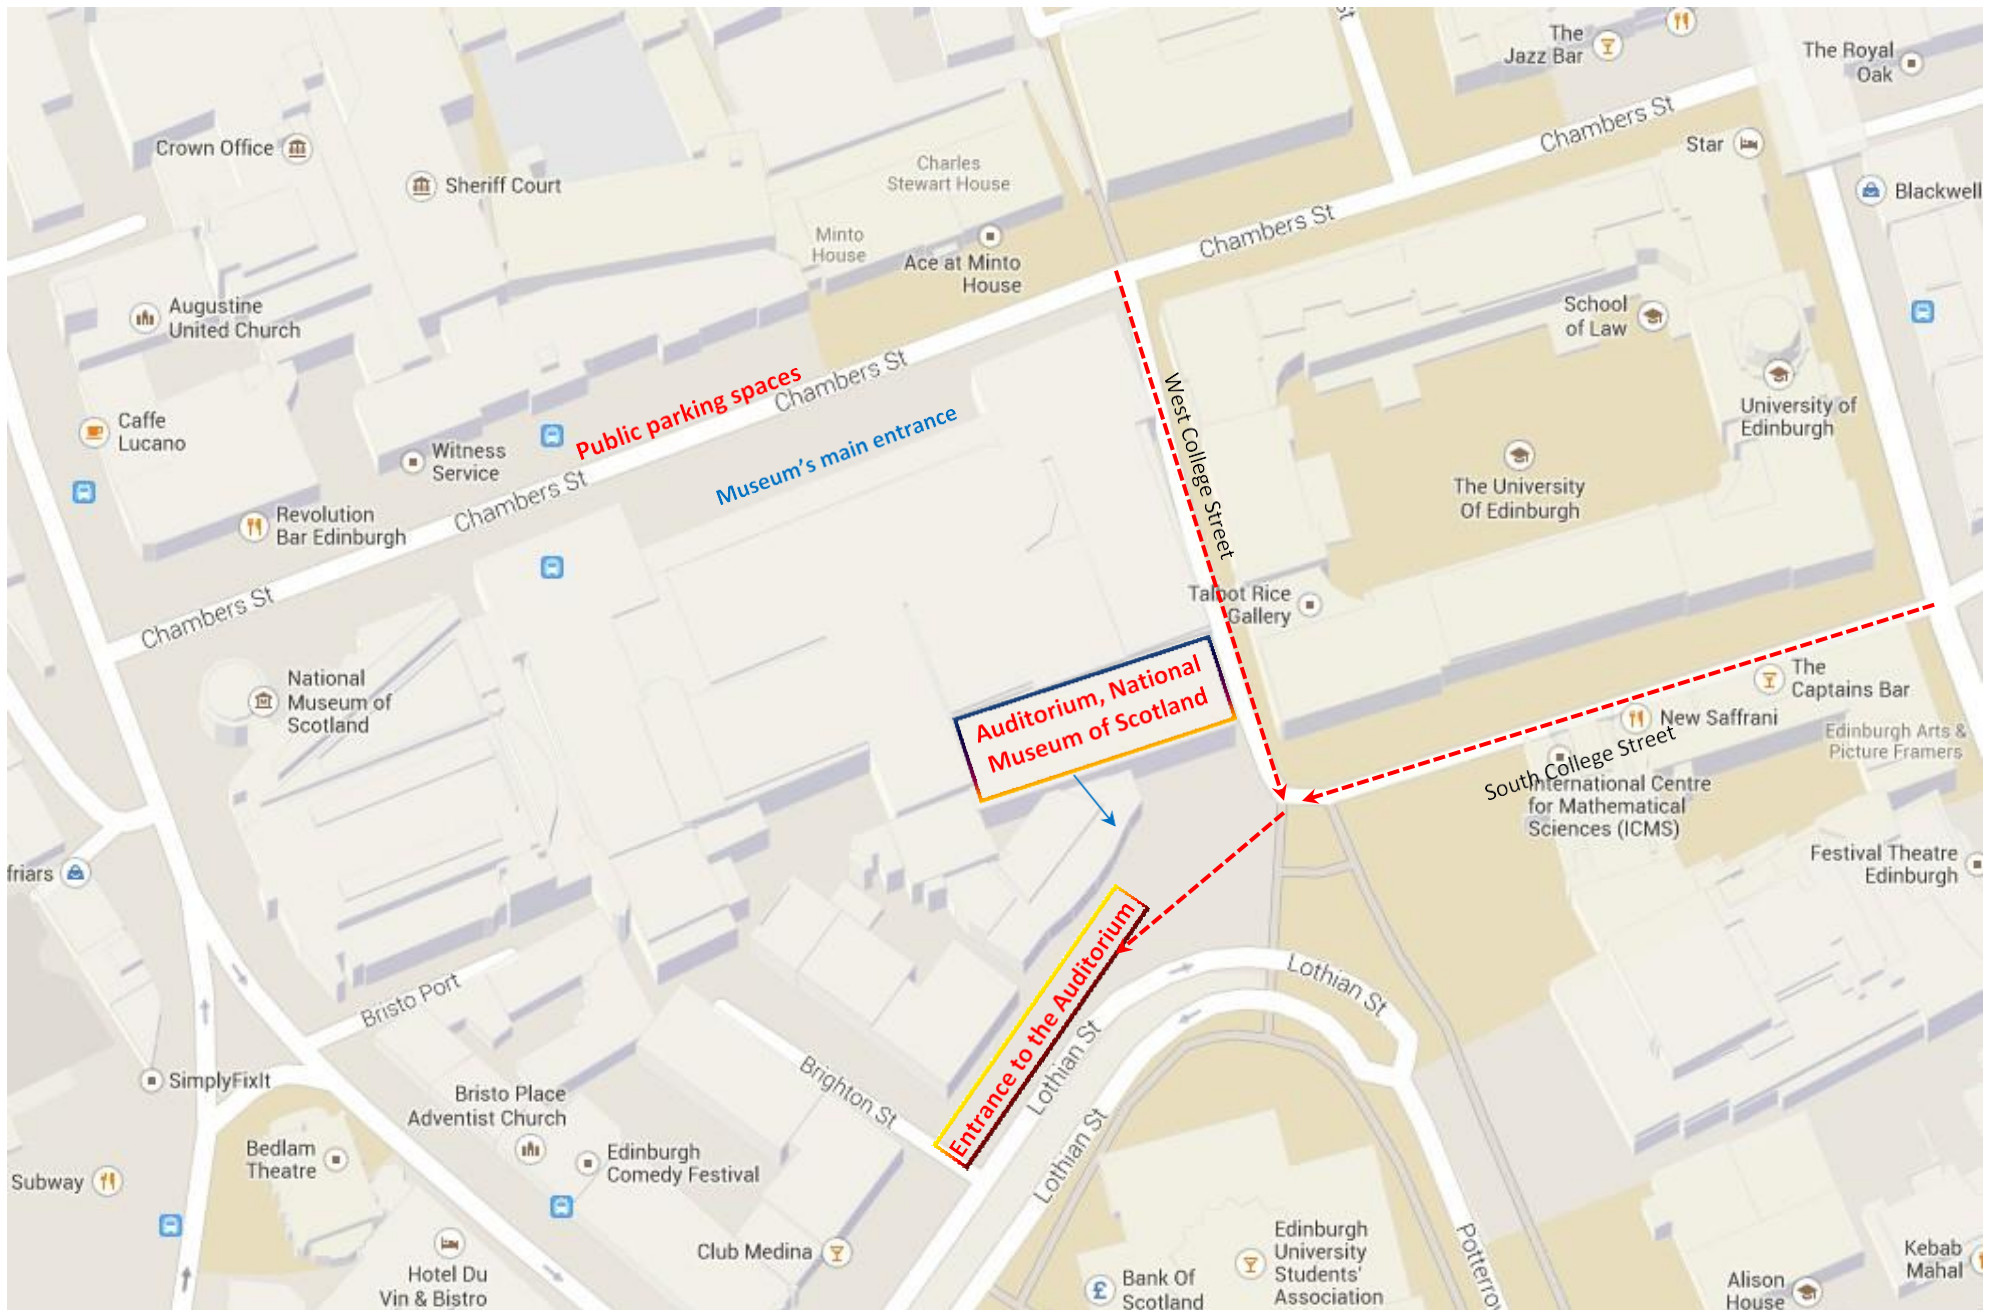 St
The
Jazz Bar
The Royal
Oak
Chambers St
Crown Office
Sheriff Court
Charles
Stewart House
Star
Blackwell
Minto
House
Ace at Minto
House
Chambers St
Augustine
United Church
School
of Law
Public parking spaces
Chambers St
West College Street
Caffe
Lucano
Museum's main entrance
University of
Edinburgh
Witness
Service
Chambers St
The University
Of Edinburgh
Revolution
Bar Edinburgh
Chambers St
Talbot Rice
Gallery
National
Museum of
Scotland
Auditorium, National
Museum of Scotland
The
Captains Bar
New Saffrani
Edinburgh Arts &
Picture Framers
South College Street
International Centre
for Mathematical
Sciences (ICMS)
friars
Festival Theatre
Edinburgh
Entrance to the Auditorium
Lothian St
Bristo Port
Lothian St
SimplyFixIt
Brighton St
Bristo Place
Adventist Church
Lothian St
Bedlam
Theatre
Edinburgh
Comedy Festival
Subway
Club Medina
Edinburgh
University
Students'
Association
Potterro
Hotel Du
Vin & Bistro
£
Bank Of
Scotland
Kebab
Mahal
Alison
House